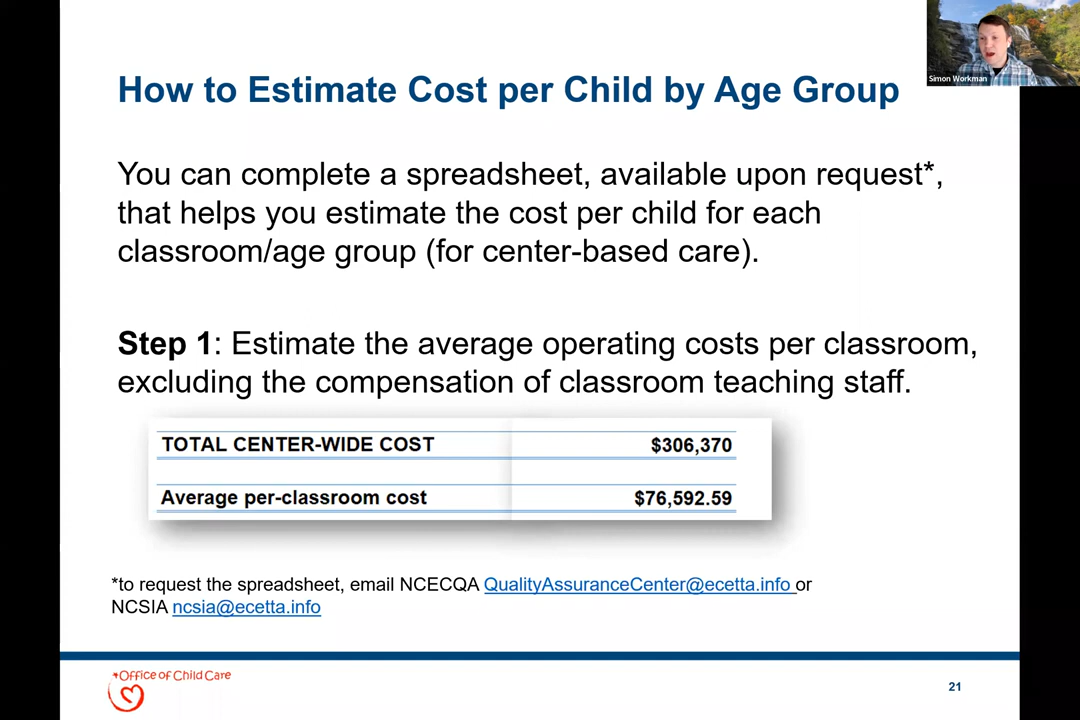 Simon Workman
How to Estimate Cost per Child by Age Group
You can complete a spreadsheet, available upon request*,
that helps you estimate the cost per child for each
classroom/age group (for center-based care).
Step 1: Estimate the average operating costs per classroom,
excluding the compensation of classroom teaching staff.
TOTAL CENTER-WIDE COST $306,370
Average per-classroom cost $76,592.59
*to request the spreadsheet, email NCECQA QualityAssuranceCenter@ecetta.info or
NCSIA ncsia@ecetta.info
Office of Child Care
21